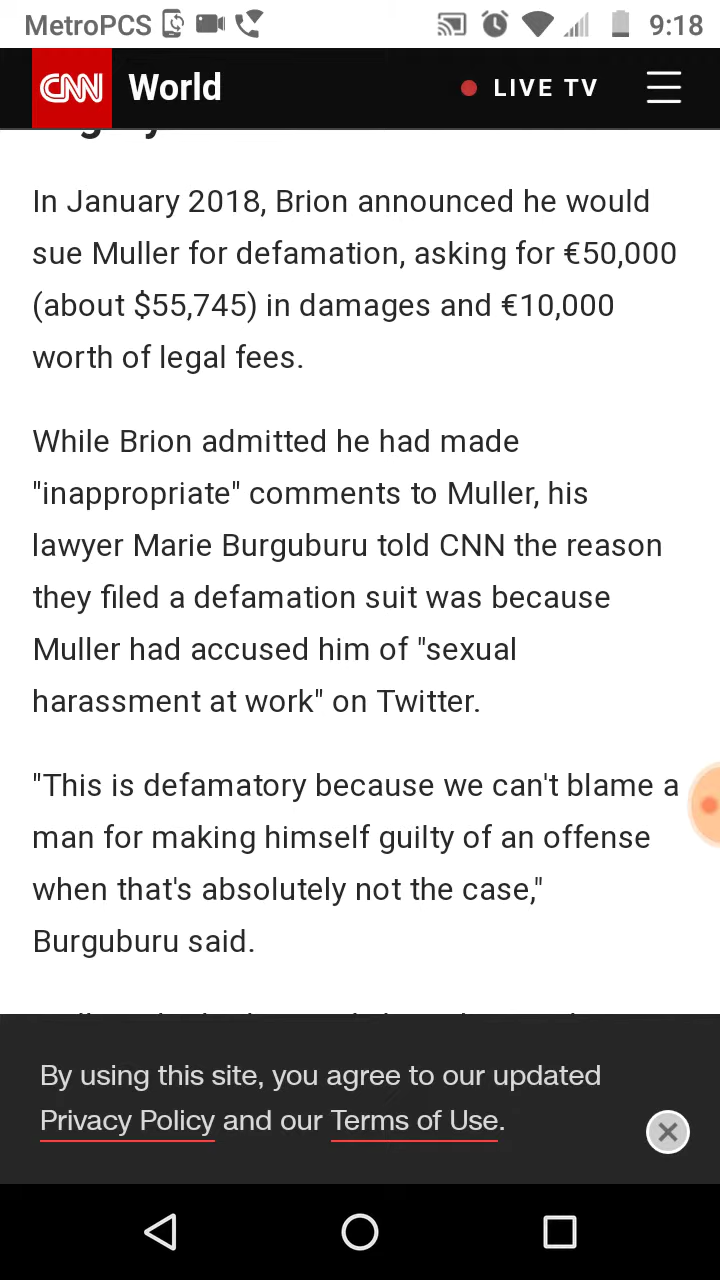 MetroPCS 9:18
CNN World LIVE TV
In January 2018, Brion announced he would
sue Muller for defamation, asking for €50,000
(about $55,745) in damages and €10,000
worth of legal fees.
While Brion admitted he had made
"inappropriate" comments to Muller, his
lawyer Marie Burguburu told CNN the reason
they filed a defamation suit was because
Muller had accused him of "sexual
harassment at work" on Twitter.
"This is defamatory because we can't blame a
man for making himself guilty of an offense
when that's absolutely not the case,"
Burguburu said.
By using this site, you agree to our updated
Privacy Policy and our Terms of Use.